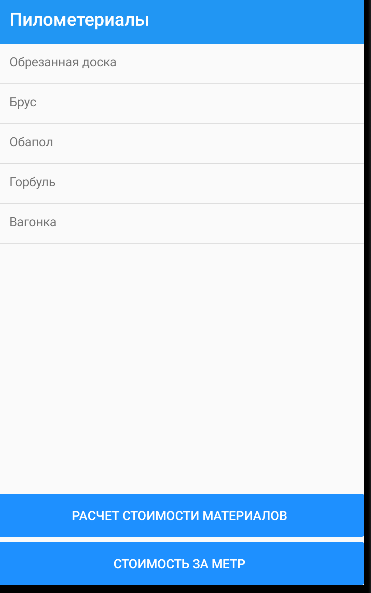 Пилометериалы
Обрезанная доска
Брус
Обапол
Горбуль
Вагонка
РАСЧЕТ СТОИМОСТИ МАТЕРИАЛОВ
СТОИМОСТЬ ЗА МЕТР